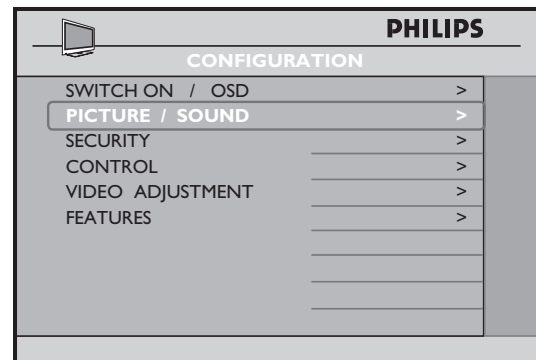 PHILIPS
CONFIGURATION
SWITCH ON / OSD >
PICTURE / SOUND >
SECURITY >
CONTROL >
VIDEO ADJUSTMENT >
FEATURES >